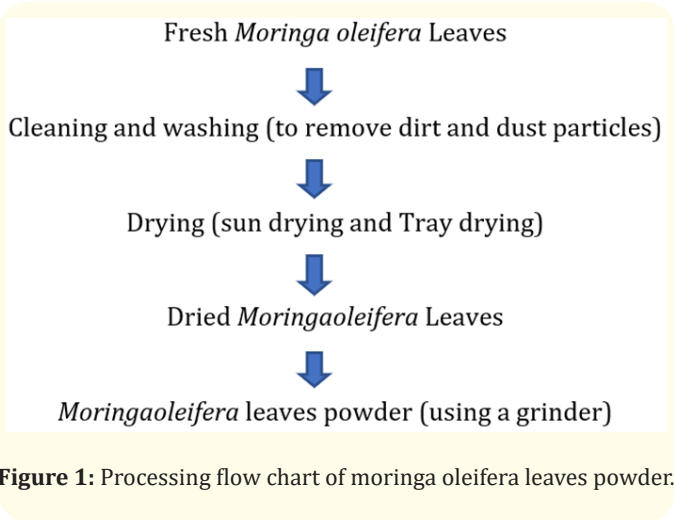 Fresh Moringa oleifera Leaves
Cleaning and washing (to remove dirt and dust particles)
Drying (sun drying and Tray drying)
Dried Moringaoleifera Leaves
Moringaoleifera leaves powder (using a grinder)
Figure 1: Processing flow chart of moringa oleifera leaves powder.